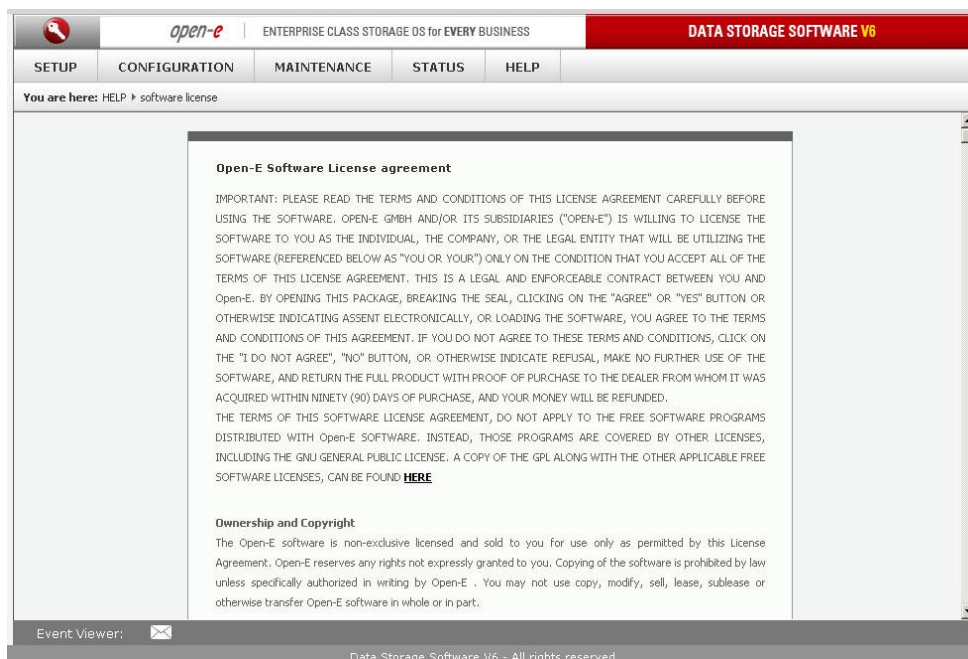 open-e ENTERPRISE CLASS STORAGE OS for EVERY BUSINESS DATA STORAGE SOFTWARE V6
SETUP CONFIGURATION MAINTENANCE STATUS HELP
You are here: HELP software license
Open-E Software License agreement
IMPORTANT: PLEASE READ THE TERMS AND CONDITIONS OF THIS LICENSE AGREEMENT CAREFULLY BEFORE
USING THE SOFTWARE. OPEN-E GMBH AND/OR ITS SUBSIDIARIES ("OPEN-E") IS WILLING TO LICENSE THE
SOFTWARE TO YOU AS THE INDIVIDUAL, THE COMPANY, OR THE LEGAL ENTITY THAT WILL BE UTILIZING THE
SOFTWARE (REFERENCED BELOW AS "YOU OR YOUR") ONLY ON THE CONDITION THAT YOU ACCEPT ALL OF THE
TERMS OF THIS LICENSE AGREEMENT. THIS IS A LEGAL AND ENFORCEABLE CONTRACT BETWEEN YOU AND
Open-E. BY OPENING THIS PACKAGE, BREAKING THE SEAL, CLICKING ON THE "AGREE" OR "YES" BUTTON OR
OTHERWISE INDICATING ASSENT ELECTRONICALLY, OR LOADING THE SOFTWARE, YOU AGREE TO THE TERMS
AND CONDITIONS OF THIS AGREEMENT. IF YOU DO NOT AGREE TO THESE TERMS AND CONDITIONS, CLICK ON
THE "I DO NOT AGREE", "NO" BUTTON, OR OTHERWISE INDICATE REFUSAL, MAKE NO FURTHER USE OF THE
SOFTWARE, AND RETURN THE FULL PRODUCT WITH PROOF OF PURCHASE TO THE DEALER FROM WHOM IT WAS
ACQUIRED WITHIN NINETY (90) DAYS OF PURCHASE, AND YOUR MONEY WILL BE REFUNDED.
THE TERMS OF THIS SOFTWARE LICENSE AGREEMENT, DO NOT APPLY TO THE FREE SOFTWARE PROGRAMS
DISTRIBUTED WITH Open-E SOFTWARE. INSTEAD, THOSE PROGRAMS ARE COVERED BY OTHER LICENSES,
INCLUDING THE GNU GENERAL PUBLIC LICENSE. A COPY OF THE GPL ALONG WITH THE OTHER APPLICABLE FREE
SOFTWARE LICENSES, CAN BE FOUND HERE
Ownership and Copyright
The Open-E software is non-exclusive licensed and sold to you for use only as permitted by this License
Agreement. Open-E reserves any rights not expressly granted to you. Copying of the software is prohibited by law
unless specifically authorized in writing by Open-E . You may not use copy, modify, sell, lease, sublease or
otherwise transfer Open-E software in whole or in part.
Event Viewer:
Data Storage Software V6 - All rights reserved